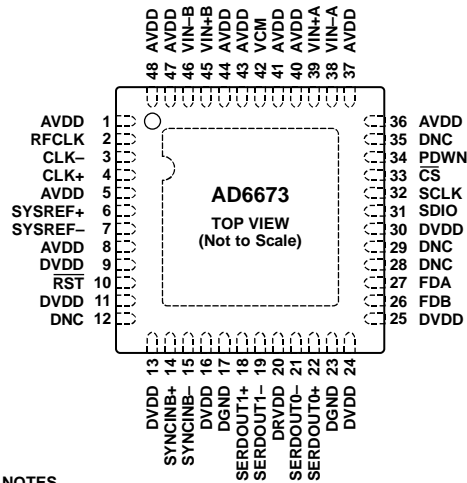 48 AVDD
47 AVDD
46 VIN–B
45 VIN+B
44 AVDD
43 AVDD
42 VCM
41 AVDD
40 AVDD
39 VIN+A
38 VIN–A
37 AVDD
AVDD 1
RFCLK 2
CLK– 3
CLK+ 4
AVDD 5
SYSREF+ 6
SYSREF– 7
AVDD 8
DVDD 9
RST 10
DVDD 11
DNC 12
AD6673
TOP VIEW
(Not to Scale)
36 AVDD
35 DNC
34 PDWN
33 CS
32 SCLK
31 SDIO
30 DVDD
29 DNC
28 DNC
27 FDA
26 FDB
25 DVDD
DVDD 13
SYNCINB+ 14
SYNCINB– 15
DVDD 16
DGND 17
SERDOUT1+ 18
SERDOUT1– 19
DRVDD 20
SERDOUT0– 21
SERDOUT0+ 22
DGND 23
DVDD 24
NOTES